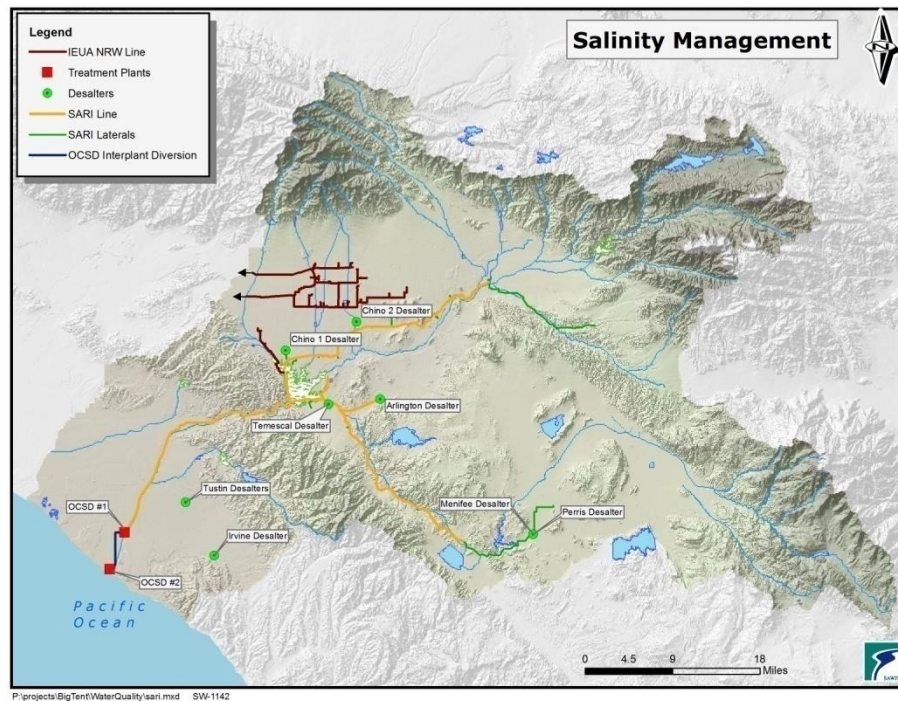 Legend
IEUA NRW Line
Treatment Plants
Desalters
SARI Line
SARI Laterals
OCSD Interplant Diversion
Salinity Management
N
Chino 2 Desalter
Chino 1 Desalter
Arlington Desalter
Temescal Desalter
Tustin Desalters
Menifee Desalter
Perris Desalter
OCSD #1
Irvine Desalter
OCSD #2
Pacific
Ocean
0 4.5 9 18
Miles
SAWPA
P:\projects\BigTent\WaterQuality\sari.mxd SW-1142